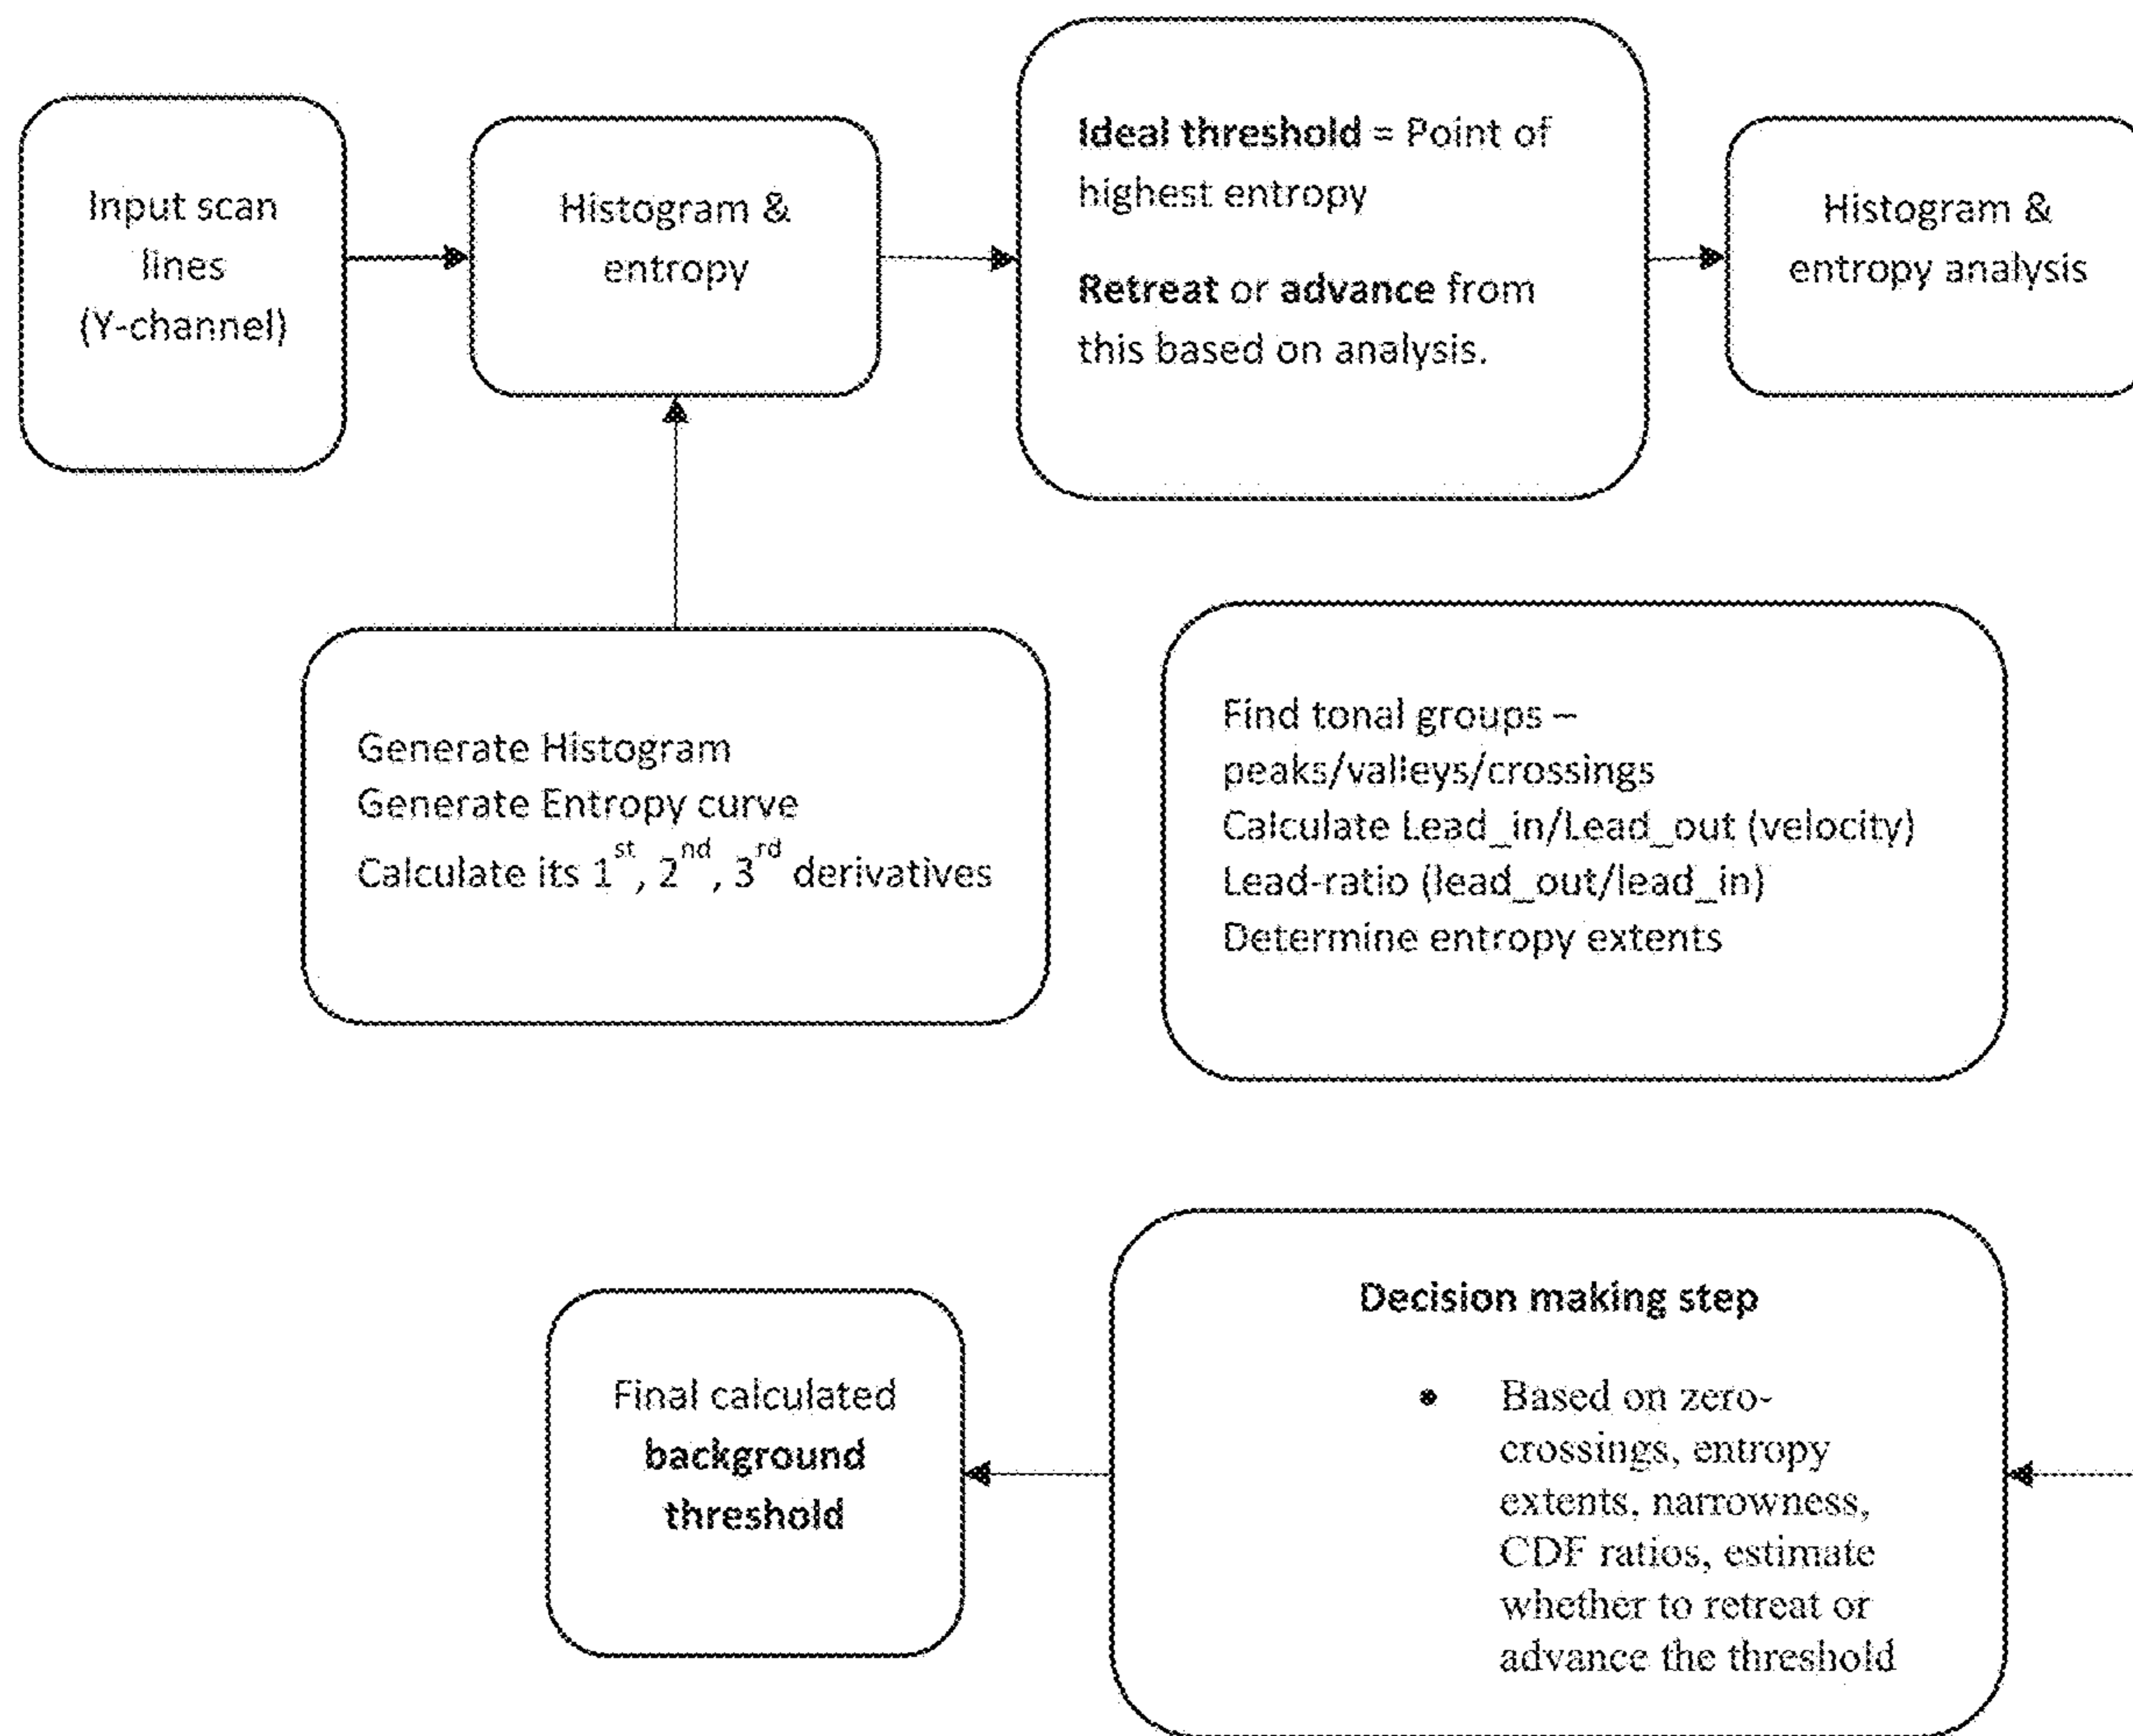 Input scan
lines
(Y-channel)
Histogram &
entropy
Ideal threshold = Point of
highest entropy
Retreat or advance from
this based on analysis.
Histogram &
entropy analysis
Generate Histogram
Generate Entropy curve
Calculate its 1st, 2nd, 3rd derivatives
Find tonal groups –
peaks/valleys/crossings
Calculate Lead_in/Lead_out (velocity)
Lead-ratio (lead_out/lead_in)
Determine entropy extents
Final calculated
background
threshold
Decision making step
• Based on zero-
crossings, entropy
extents, narrowness,
CDF ratios, estimate
whether to retreat or
advance the threshold